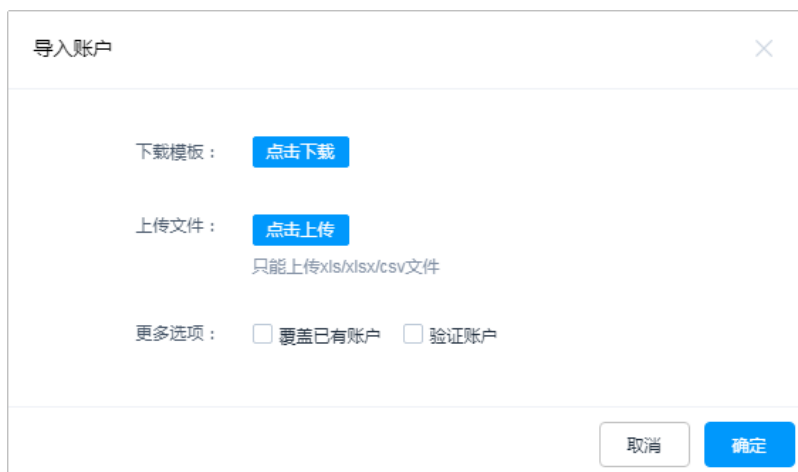 导入账户
下载模板：
点击下载
上传文件：
点击上传
只能上传xls/xlsx/csv文件
更多选项：
覆盖已有账户
验证账户
取消
确定